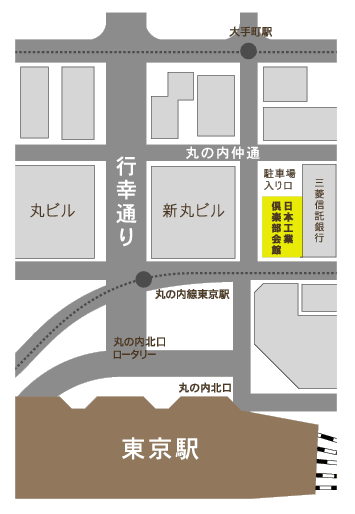 大手町駅
丸の内仲通
行幸通り
駐車場
入り口
丸ビル
新丸ビル
日本工業
倶楽部会館
三菱信託銀行
丸の内線東京駅
丸の内北口
ロータリー
丸の内北口
東京駅